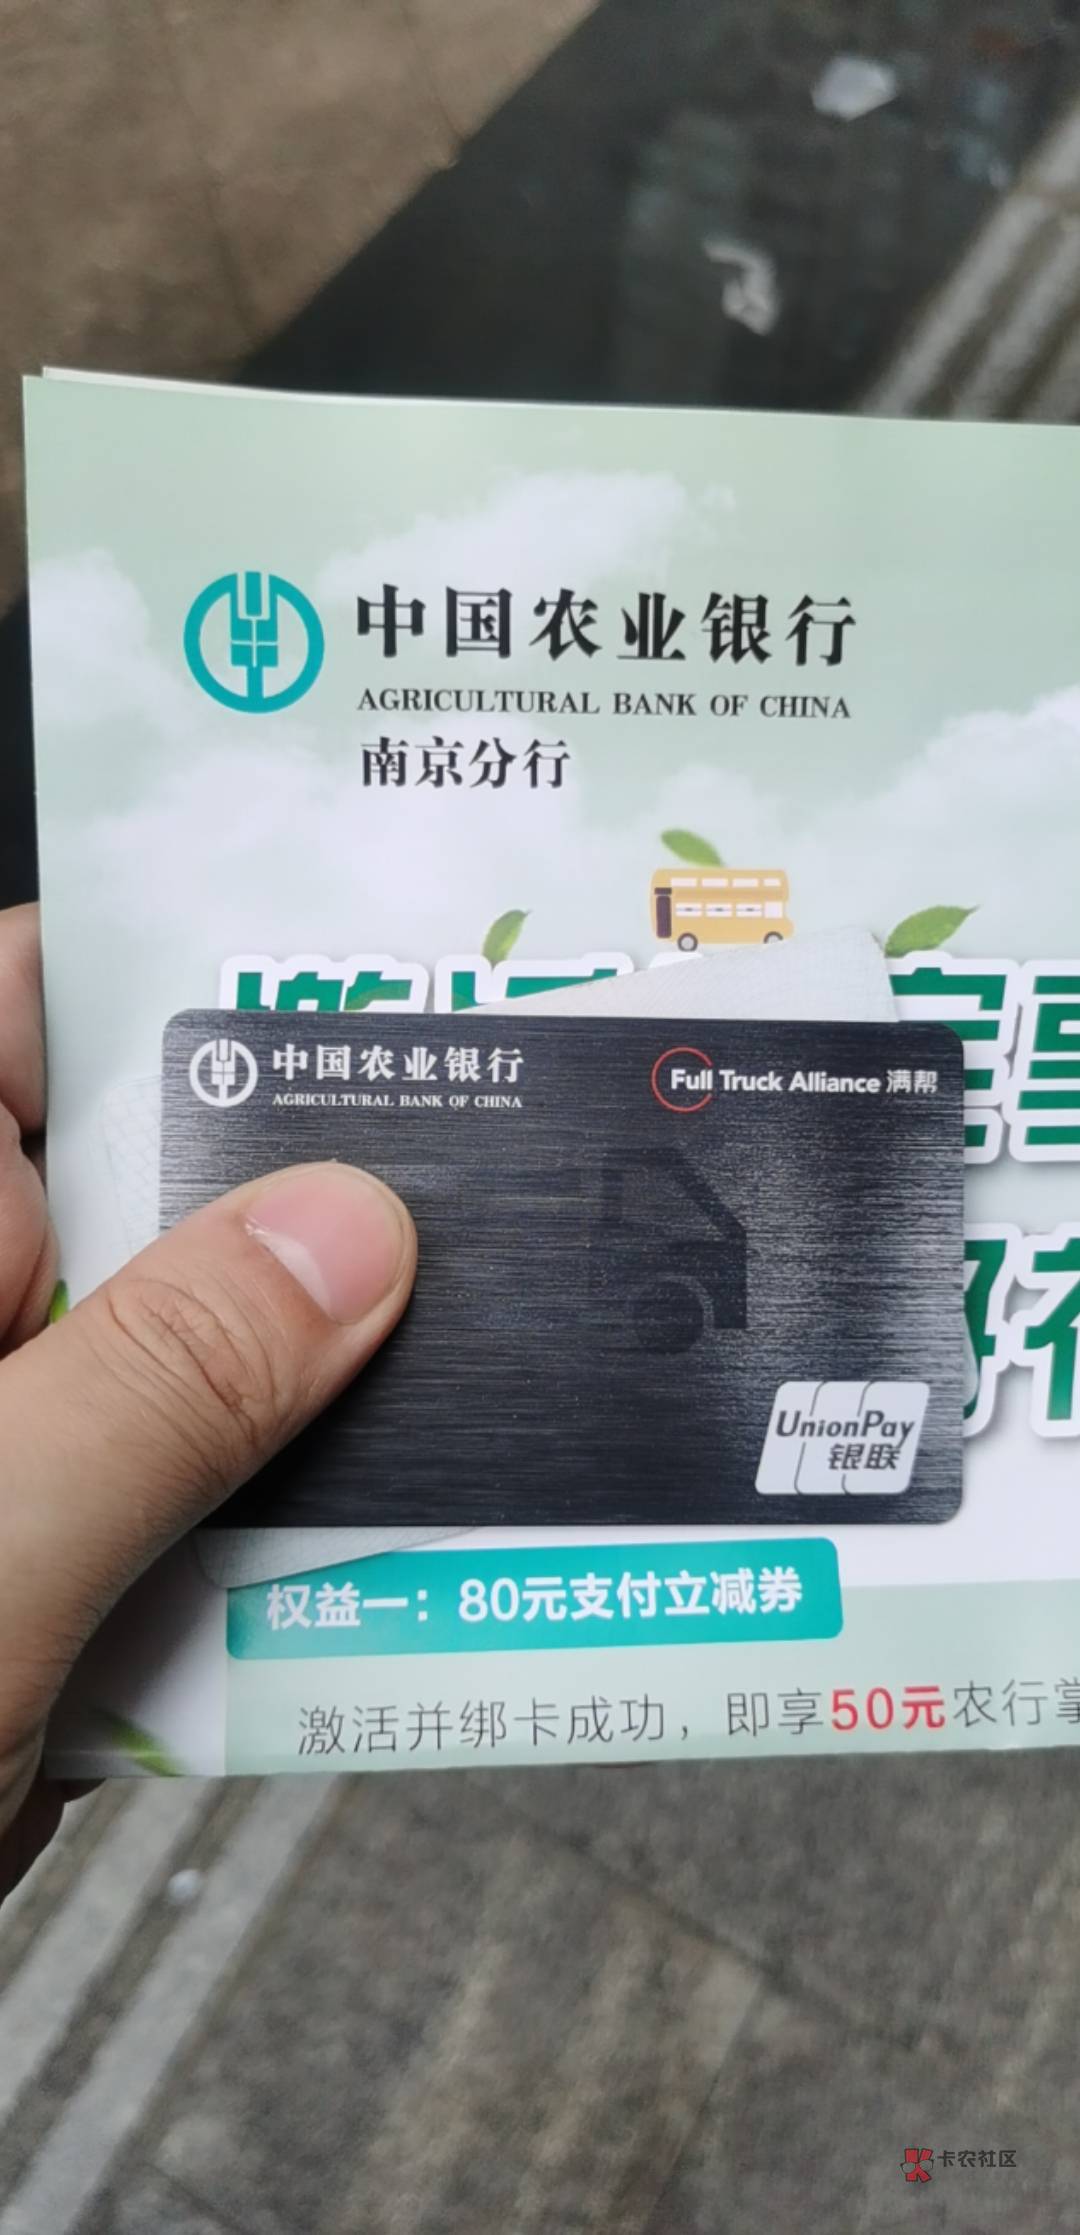 中国农业银行
AGRICULTURAL BANK OF CHINA
南京分行
中国农业银行
AGRICULTURAL BANK OF CHINA
Full Truck Alliance 满帮
UnionPay
银联
权益一：80元支付立减券
激活并绑卡成功，即享50元农行掌
卡农社区